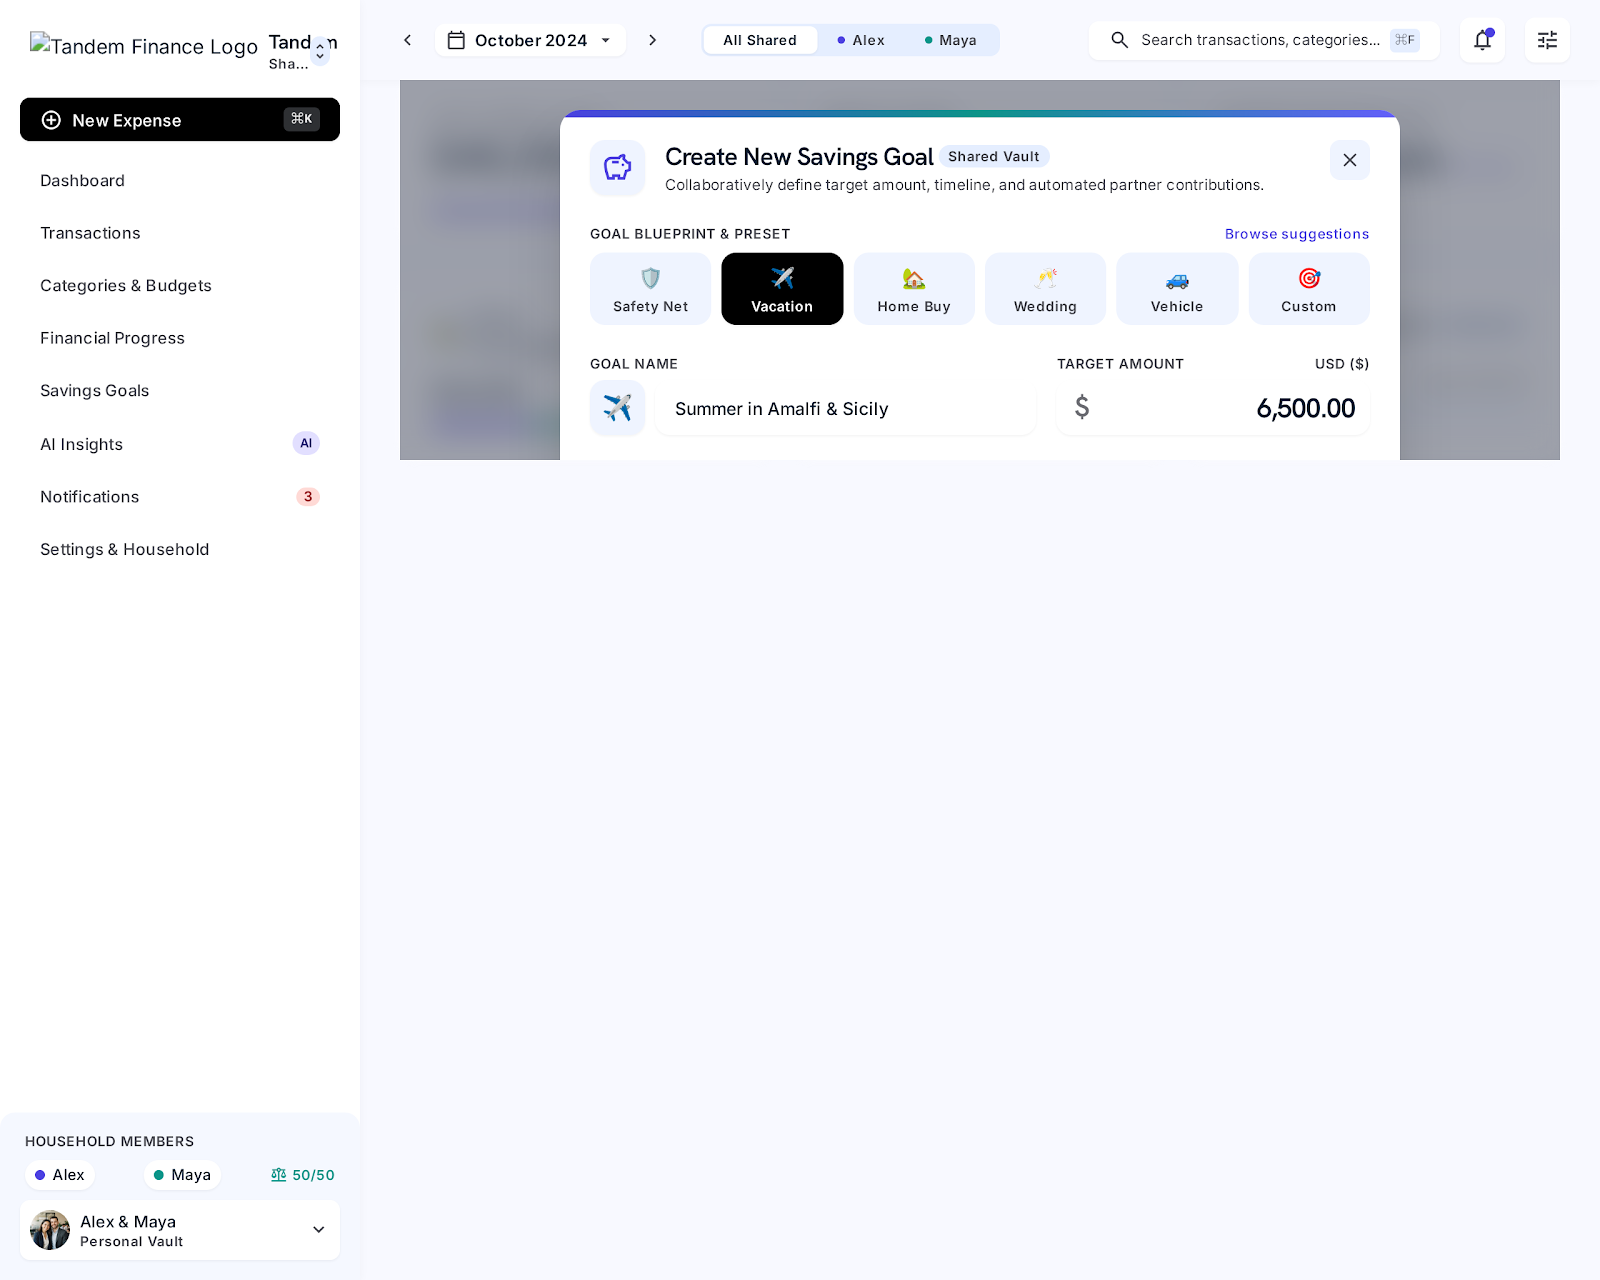 Tandem Finance Logo
Sha...
New Expense ⌘K
Dashboard
Transactions
Categories & Budgets
Financial Progress
Savings Goals
AI Insights AI
Notifications 3
Settings & Household
HOUSEHOLD MEMBERS
Alex Maya 50/50
Alex & Maya
Personal Vault
October 2024
All Shared Alex Maya
Search transactions, categories... ⌘F
Create New Savings Goal Shared Vault
Collaboratively define target amount, timeline, and automated partner contributions.
GOAL BLUEPRINT & PRESET Browse suggestions
Safety Net Vacation Home Buy Wedding Vehicle Custom
GOAL NAME TARGET AMOUNT USD ($)
Summer in Amalfi & Sicily $ 6,500.00